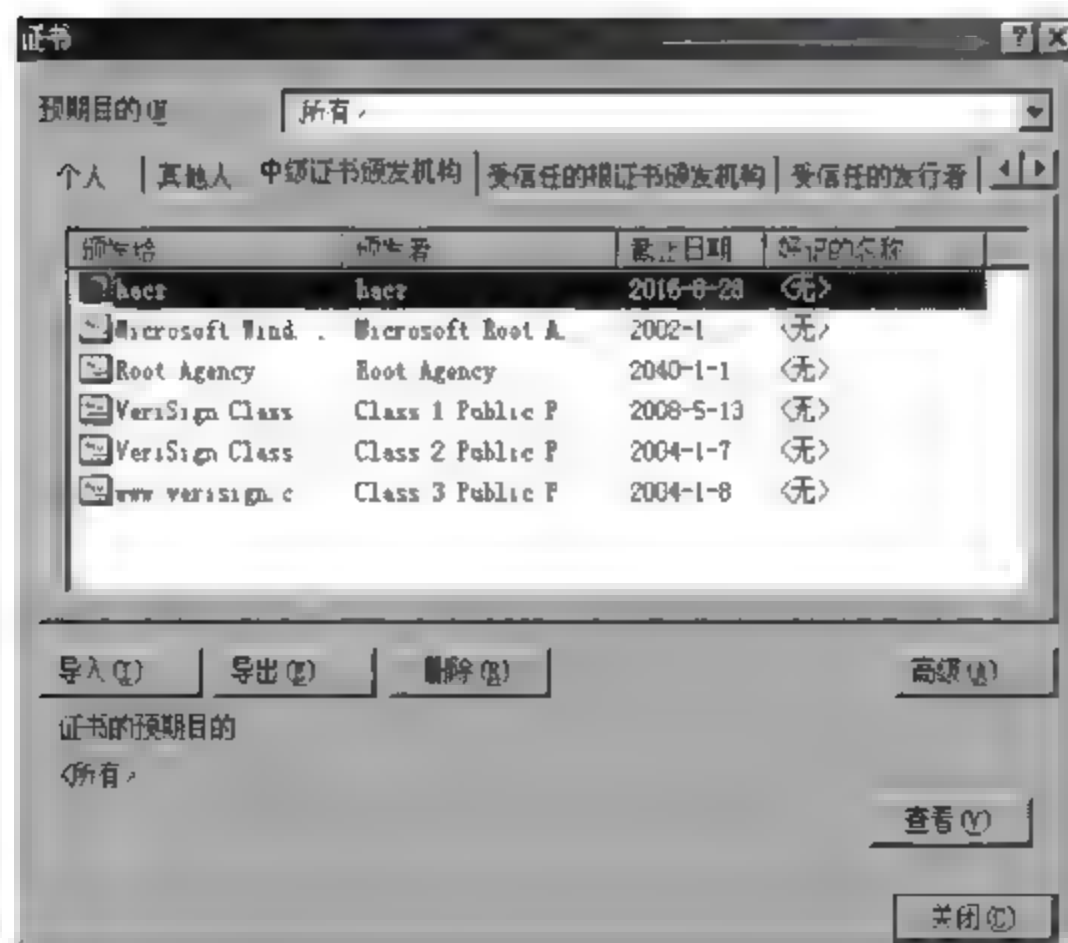 证书
预期目的(N) 所有>
个人 其他人 中级证书颁发机构 受信任的根证书颁发机构 受信任的发行者
颁发给 颁发者 截止日期 好记的名称
hacz hacz <无>
Microsoft Wind. . Microsoft Root A. 2002-1 <无>
Root Agency Root Agency 2040-1-1 <无>
VeriSign Class Class 1 Public P 2008-5-13 <无>
VeriSign Class Class 2 Public P 2004-1-7 <无>
www verisign.c Class 3 Public P 2004-1-8 <无>
导入(I) 导出(E) 删除(R) 高级(A)
证书的预期目的
<所有>
查看(V)
关闭(C)